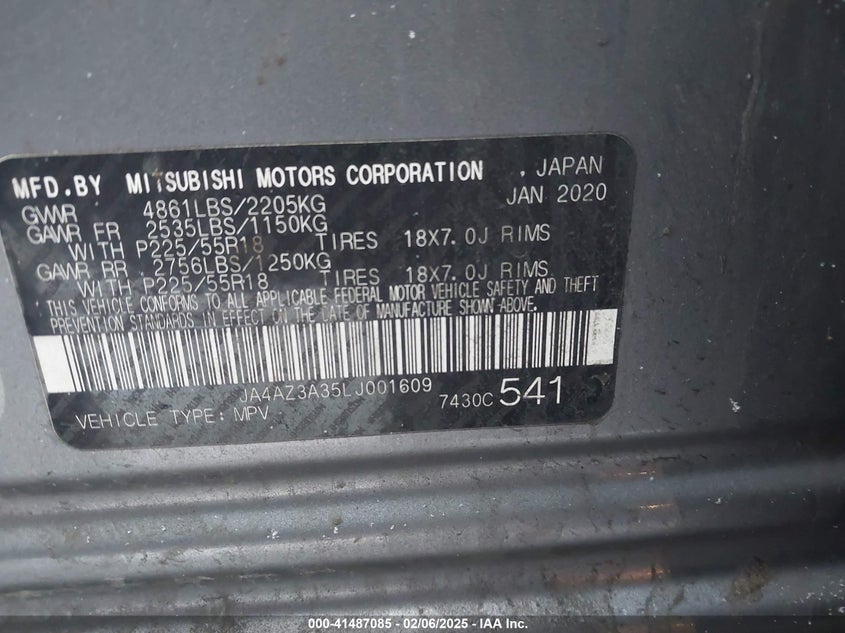 MFD.BY MITSUBISHI MOTORS CORPORATION , JAPAN
JAN 2020
GVWR 4861LBS/2205KG
GAWR FR 2535LBS/1150KG
WITH P225/55R18 TIRES 18X7.0J RIMS
GAWR RR 2756LBS/1250KG
WITH P225/55R18 TIRES 18X7.0J RIMS
THIS VEHICLE CONFORMS TO ALL APPLICABLE FEDERAL MOTOR VEHICLE SAFETY AND THEFT
PREVENTION STANDARDS IN EFFECT ON THE DATE OF MANUFACTURE SHOWN ABOVE.
JA4AZ3A35LJ001609
7430C 541
VEHICLE TYPE: MPV
000-41487085 - 02/06/2025 - IAA Inc.